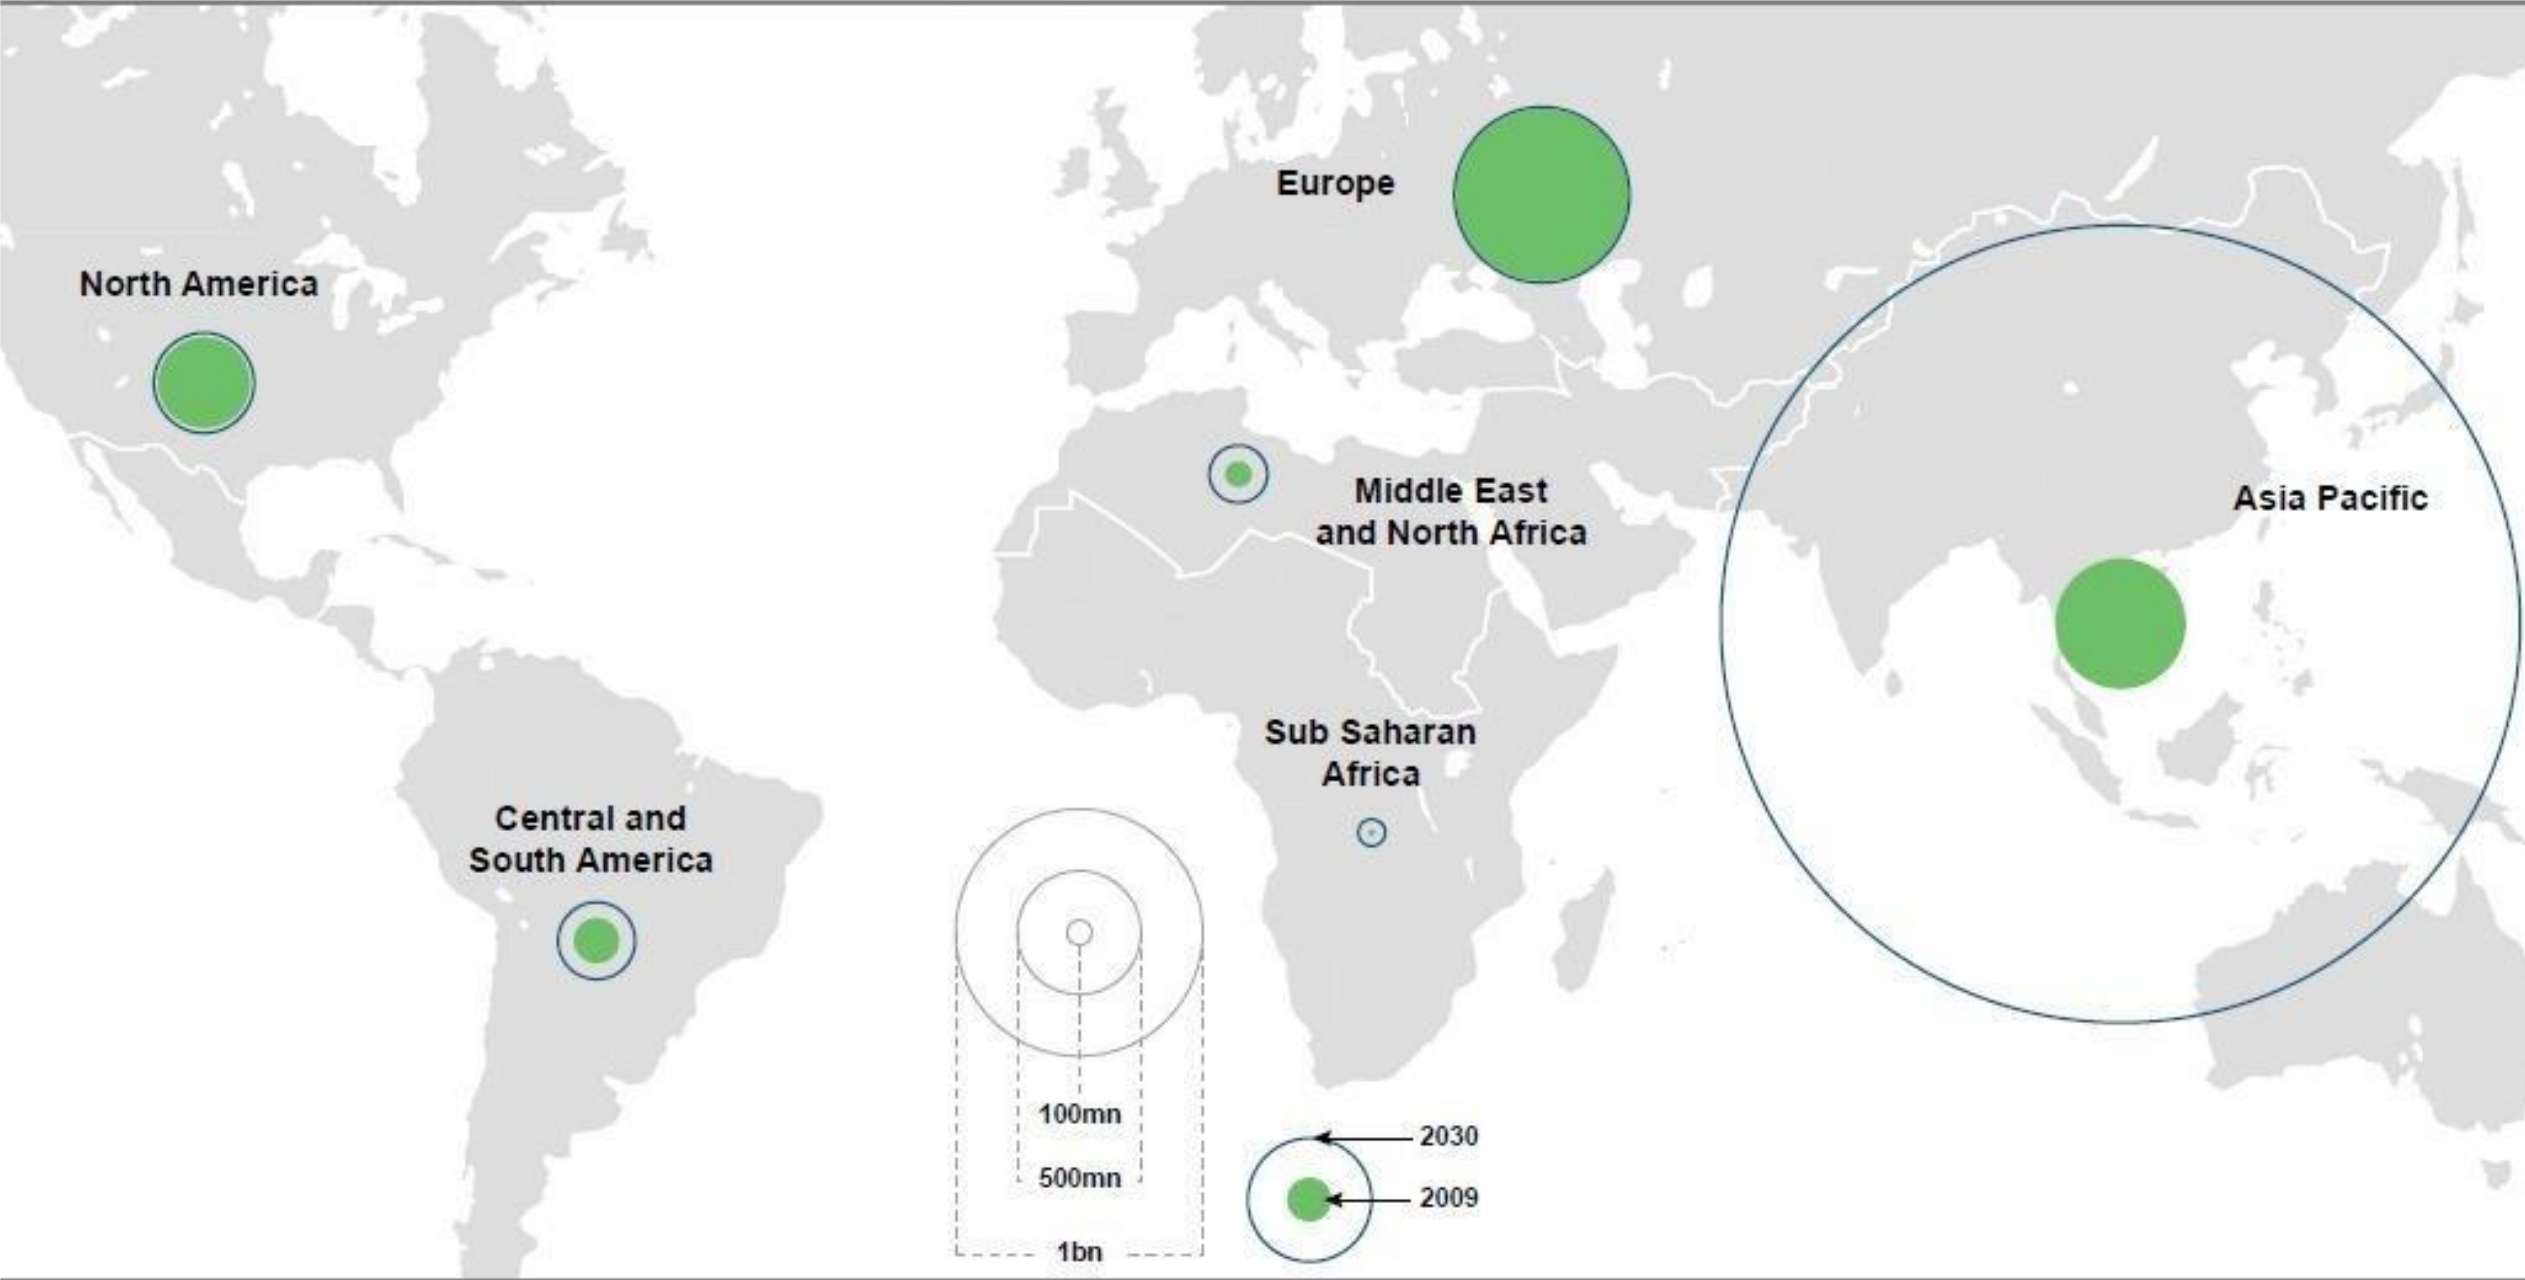 Europe
North America
Middle East
and North Africa
Asia Pacific
Sub Saharan
Africa
Central and
South America
100mn
500mn
1bn
2030
2009